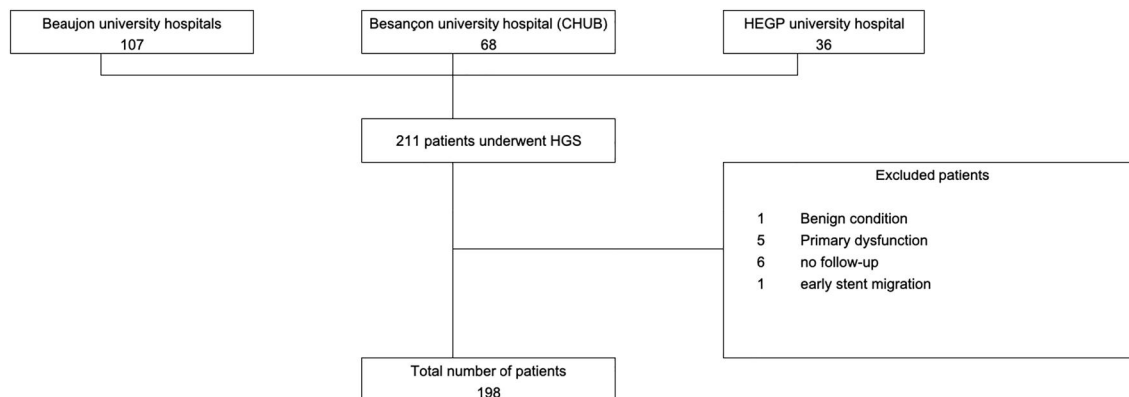 Beaujon university hospitals
107
Besançon university hospital (CHUB)
68
HEGP university hospital
36
211 patients underwent HGS
Excluded patients
1 Benign condition
5 Primary dysfunction
6 no follow-up
1 early stent migration
Total number of patients
198